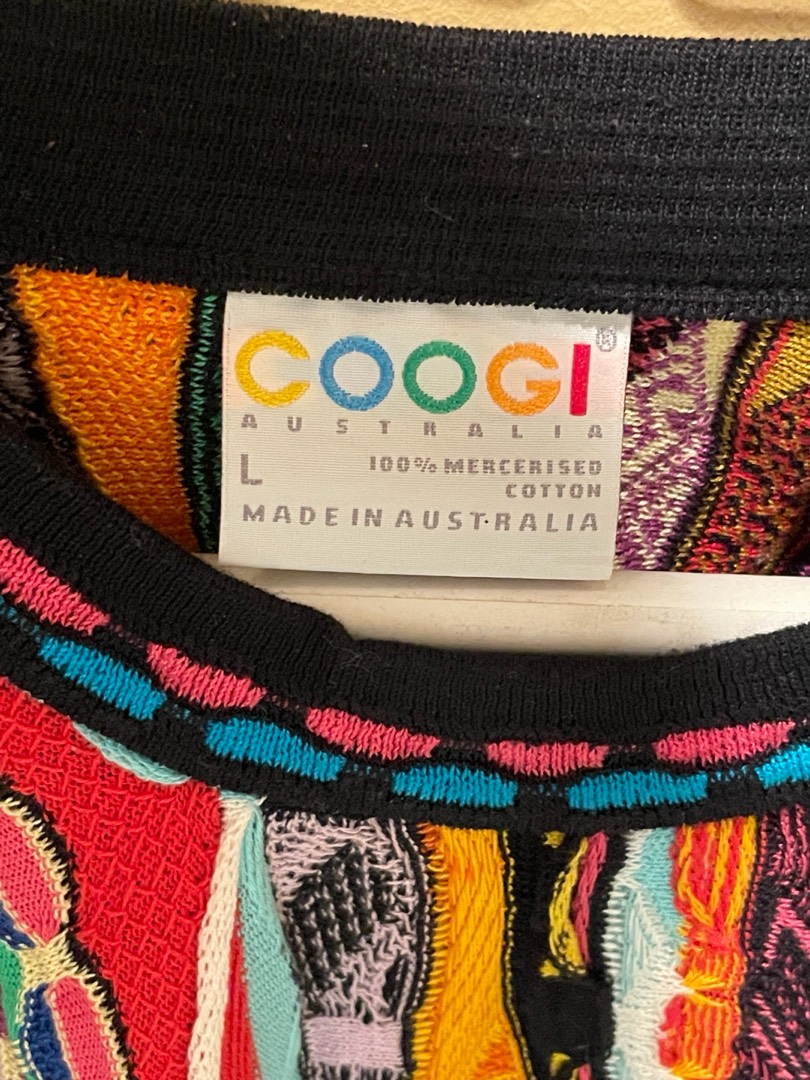 COOGI®
AUSTRALIA
L 100% MERCERISED
COTTON
MADE IN AUSTRALIA